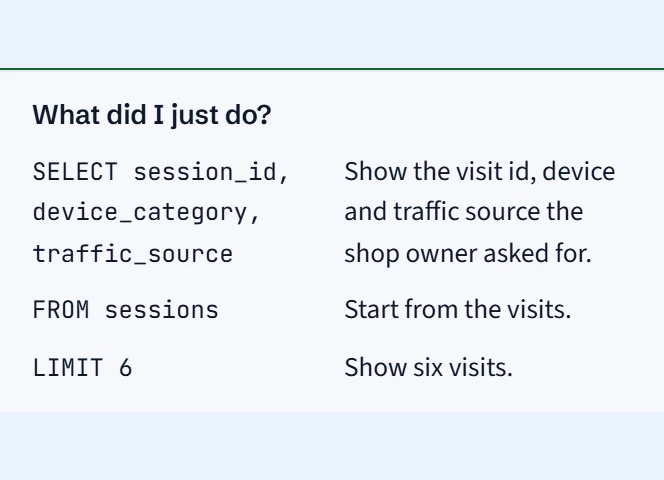 What did I just do?
SELECT session_id, Show the visit id, device
device_category, and traffic source the
traffic_source shop owner asked for.
FROM sessions Start from the visits.
LIMIT 6 Show six visits.